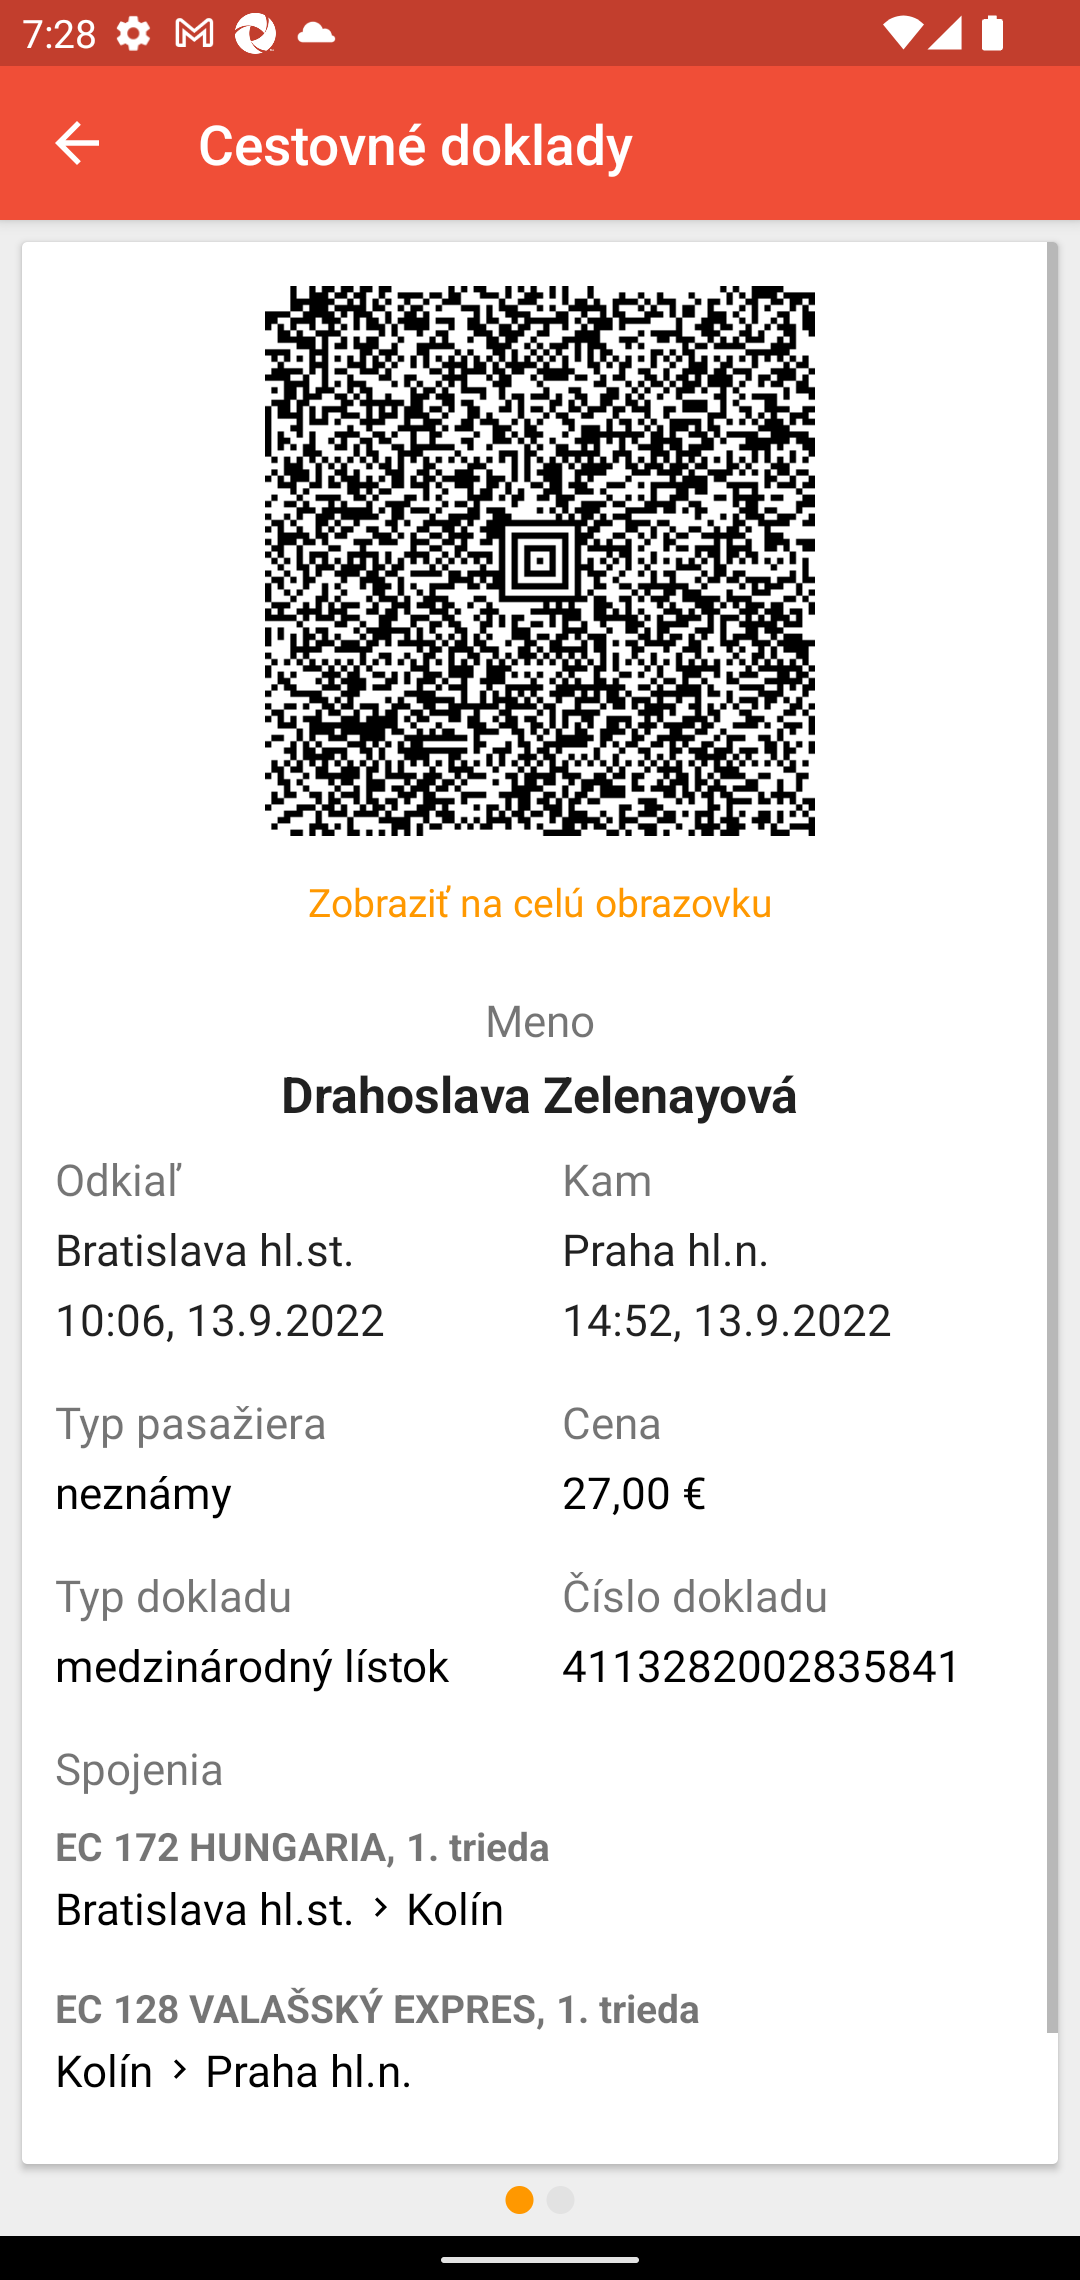 7:28
Cestovné doklady
Zobraziť na celú obrazovku
Meno
Drahoslava Zelenayová
Odkiaľ
Kam
Bratislava hl.st.
Praha hl.n.
10:06, 13.9.2022
14:52, 13.9.2022
Typ pasažiera
Cena
neznámy
27,00 €
Typ dokladu
Číslo dokladu
medzinárodný lístok
4113282002835841
Spojenia
EC 172 HUNGARIA, 1. trieda
Bratislava hl.st. > Kolín
EC 128 VALAŠSKÝ EXPRES, 1. trieda
Kolín > Praha hl.n.